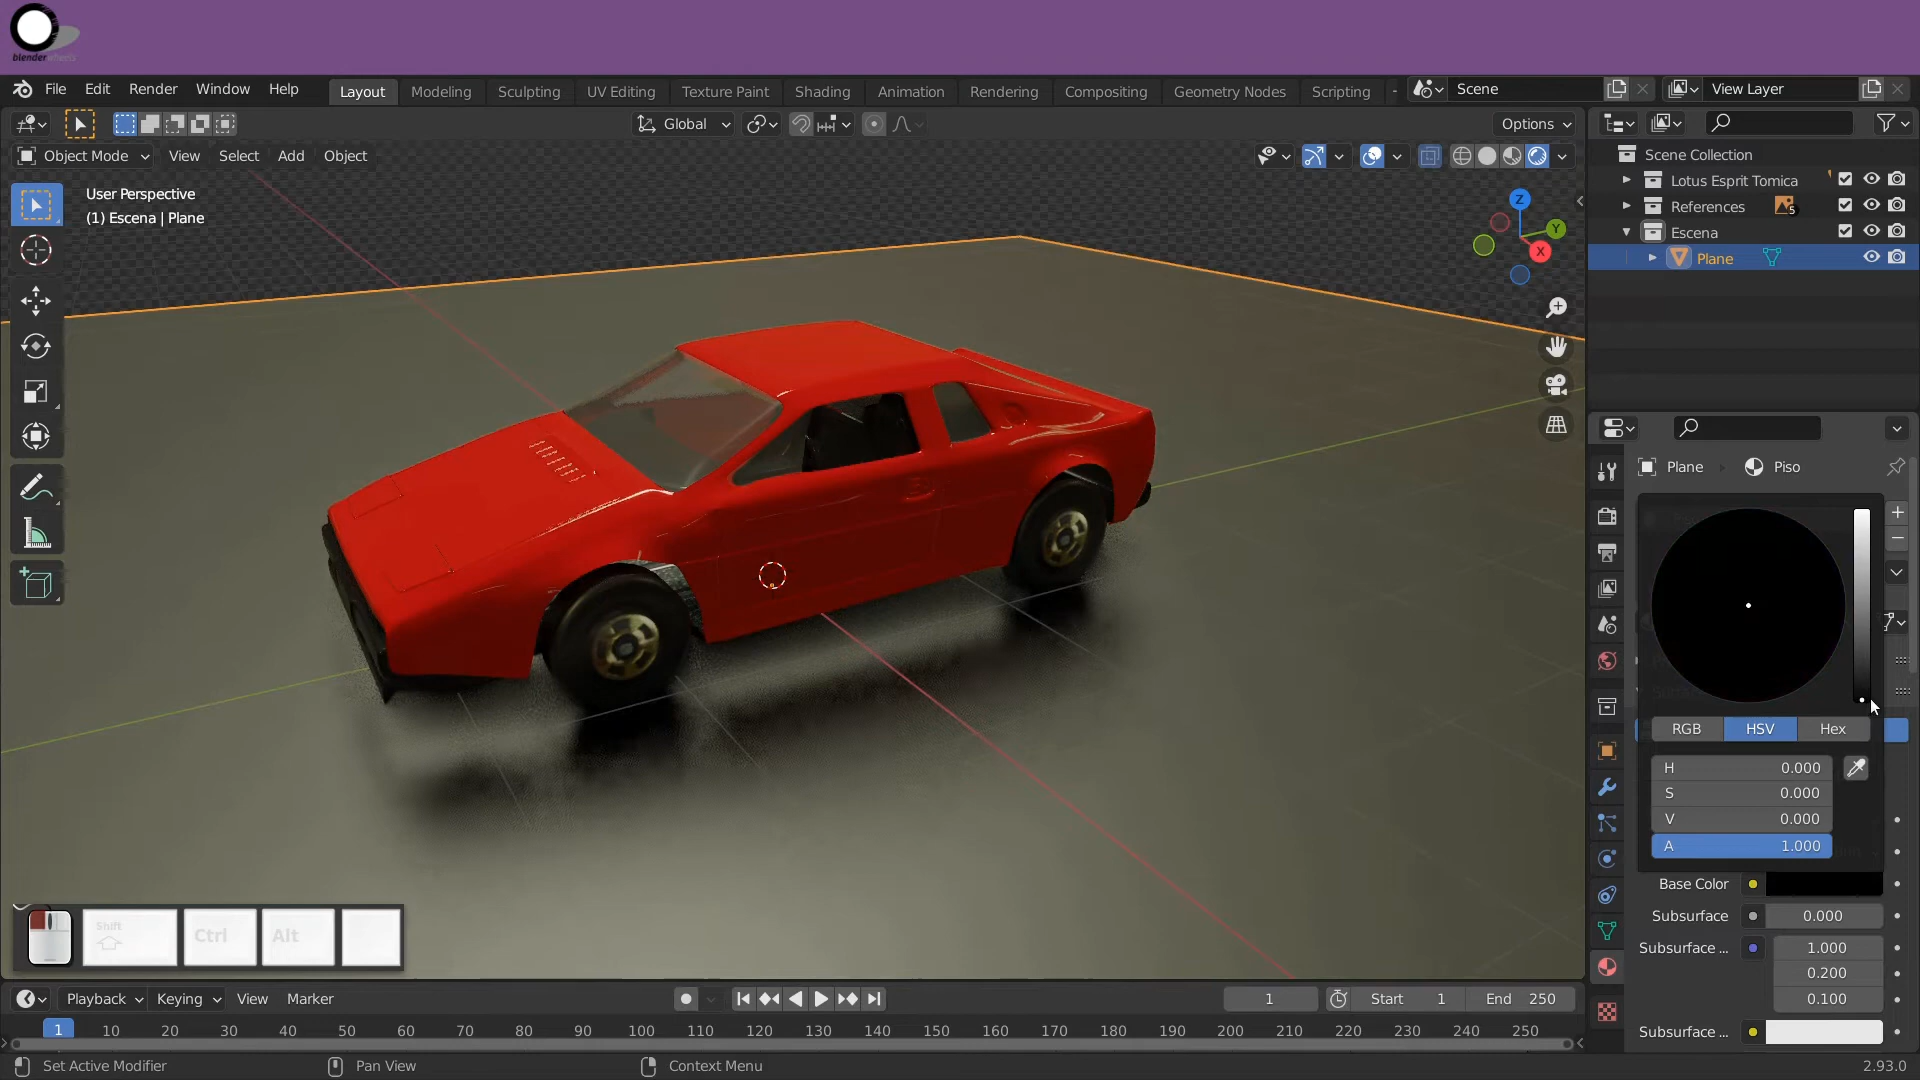 blenderwheels
File Edit Render Window Help Layout Modeling Sculpting UV Editing Texture Paint Shading Animation Rendering Compositing Geometry Nodes Scripting Scene View Layer
Global Options
Object Mode View Select Add Object
User Perspective
(1) Escena | Plane
Z
Y
X
Scene Collection
Lotus Esprit Tomica
References 5
Escena
Plane
Plane Piso
RGB HSV Hex
H 0.000
S 0.000
V 0.000
A 1.000
Base Color
Subsurface 0.000
Subsurface ... 1.000
0.200
0.100
Subsurface ...
Shift Ctrl Alt
Playback Keying View Marker 1 Start 1 End 250
1 10 20 30 40 50 60 70 80 90 100 110 120 130 140 150 160 170 180 190 200 210 220 230 240 250
Set Active Modifier Pan View Context Menu 2.93.0